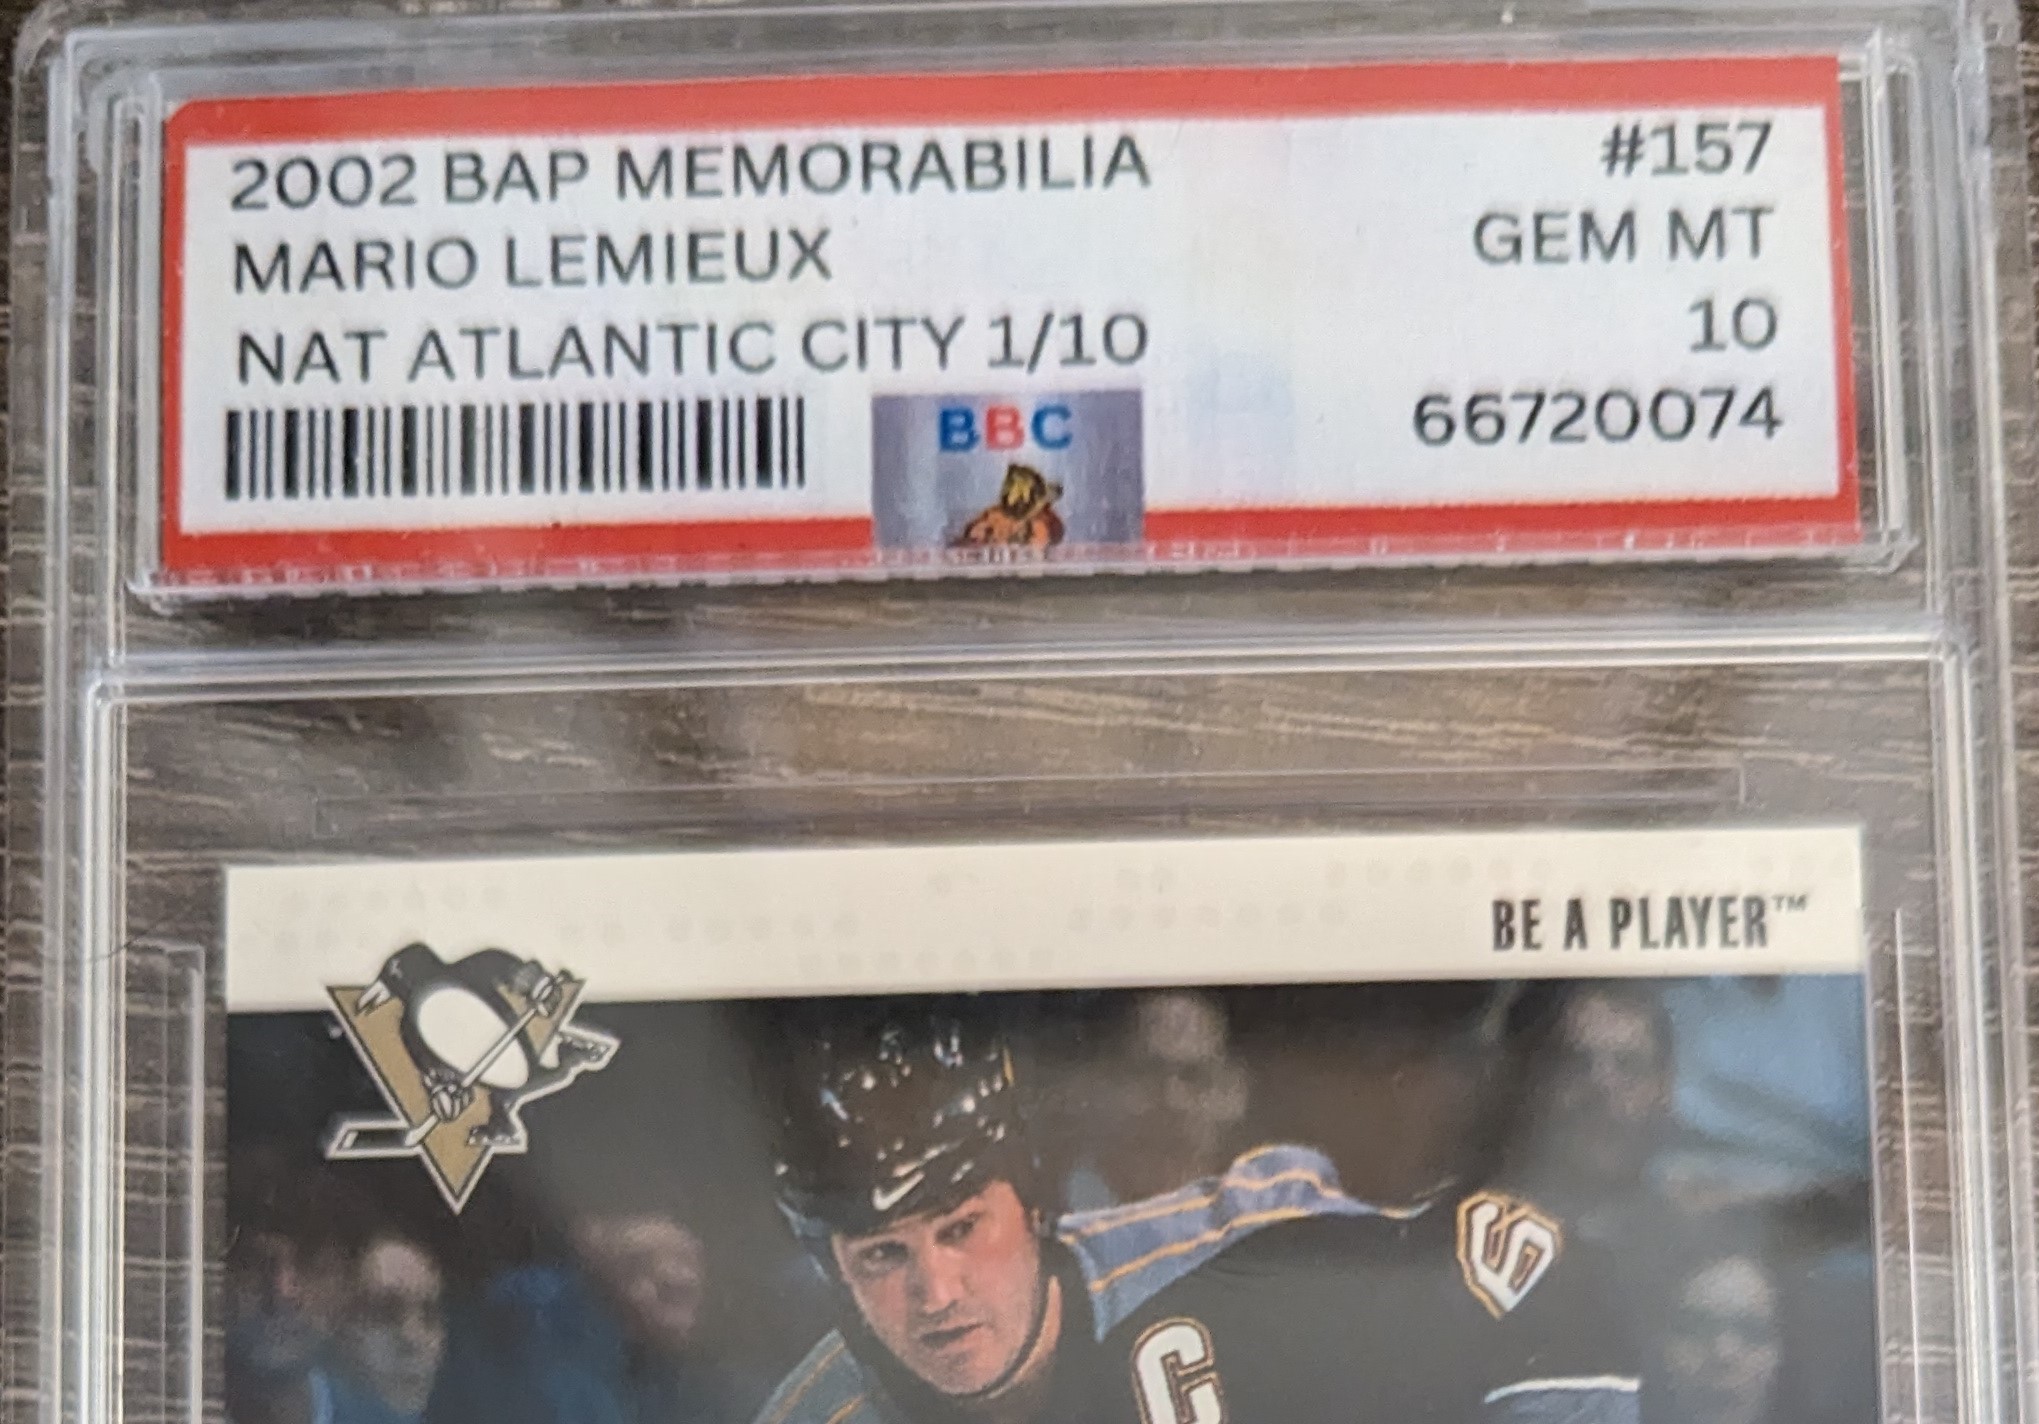 2002 BAP MEMORABILIA #157
MARIO LEMIEUX GEM MT
NAT ATLANTIC CITY 1/10 10
BBC 66720074
BE A PLAYER™
C